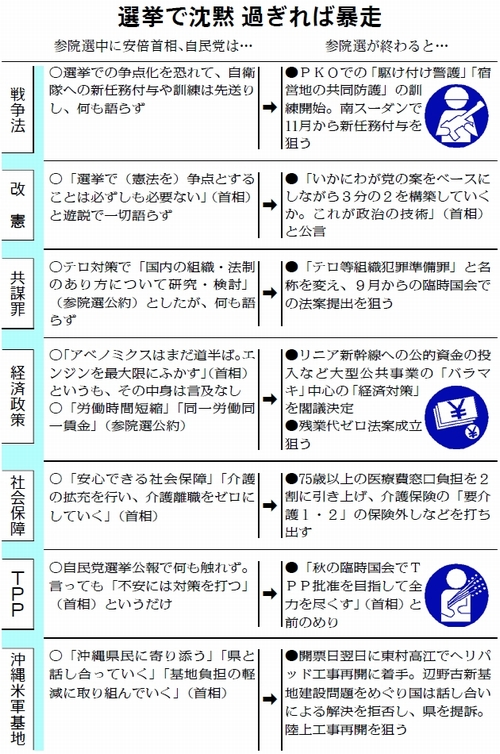 選挙で沈黙 過ぎれば暴走
参院選中に安倍首相、自民党は…
参院選が終わると…
戦争法
○選挙での争点化を恐れて、自衛
隊への新任務付与や訓練は先送り
し、何も語らず
●ＰＫＯでの「駆け付け警護」「宿
営地の共同防護」の訓
練開始。南スーダンで
11月から新任務付与を
狙う
改憲
○「選挙で（憲法を）争点とする
ことは必ずしも必要ない」（首相）
と遊説で一切語らず
●「いかにわが党の案をベースに
しながら３分の２を構築していく
か。これが政治の技術」（首相）
と公言
共謀罪
○テロ対策で「国内の組織・法制
のあり方について研究・検討」
（参院選公約）としたが、何も語
らず
●「テロ等組織犯罪準備罪」と名
称を変え、９月からの臨時国会で
の法案提出を狙う
経済政策
○「アベノミクスはまだ道半ば。エ
ンジンを最大限にふかす」（首相）
というも、その中身は言及なし
○「労働時間短縮」「同一労働同
一賃金」（参院選公約）
●リニア新幹線への公的資金の投
入など大型公共事業の「バラマ
キ」中心の「経済対策」
を閣議決定
●残業代ゼロ法案成立
狙う
社会保障
○「安心できる社会保障」「介護
の拡充を行い、介護離職をゼロに
していく」（首相）
●75歳以上の医療費窓口負担を２
割に引き上げ、介護保険の「要介
護１・２」の保険外しなどを打ち
出す
ＴＰＰ
○自民党選挙公報で何も触れず。
言っても「不安には対策を打つ」
（首相）というだけ
●「秋の臨時国会でＴ
ＰＰ批准を目指して全
力を尽くす」（首相）と
前のめり
沖縄米軍基地
○「沖縄県民に寄り添う」「県と
話し合っていく」「基地負担の軽
減に取り組んでいく」（首相）
●開票日翌日に東村高江でヘリパ
ッド工事再開に着手。辺野古新基
地建設問題をめぐり国は話し合い
による解決を拒否し、県を提訴。
陸上工事再開を狙う